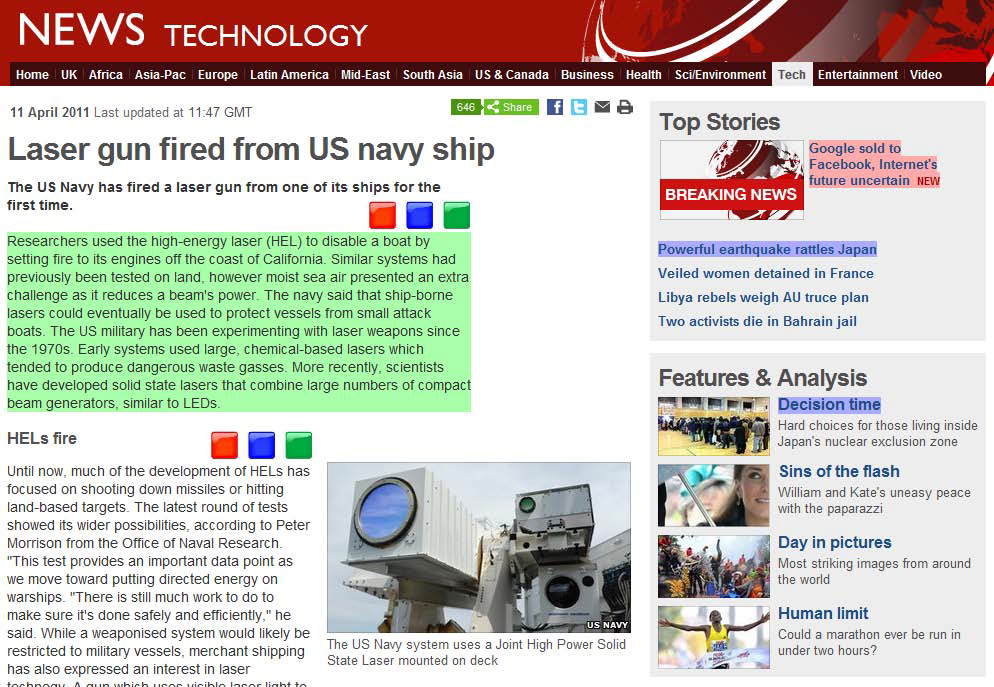 NEWS TECHNOLOGY
Home UK Africa Asia-Pac Europe Latin America Mid-East South Asia US & Canada Business Health Sci/Environment Tech Entertainment Video
11 April 2011 Last updated at 11:47 GMT
646 Share
Laser gun fired from US navy ship
The US Navy has fired a laser gun from one of its ships for the
first time.
Researchers used the high-energy laser (HEL) to disable a boat by
setting fire to its engines off the coast of California. Similar systems had
previously been tested on land, however moist sea air presented an extra
challenge as it reduces a beam's power. The navy said that ship-borne
lasers could eventually be used to protect vessels from small attack
boats. The US military has been experimenting with laser weapons since
the 1970s. Early systems used large, chemical-based lasers which
tended to produce dangerous waste gasses. More recently, scientists
have developed solid state lasers that combine large numbers of compact
beam generators, similar to LEDs.
HELs fire
Until now, much of the development of HELs has
focused on shooting down missiles or hitting
land-based targets. The latest round of tests
showed its wider possibilities, according to Peter
Morrison from the Office of Naval Research.
"This test provides an important data point as
we move toward putting directed energy on
warships. "There is still much work to do to
make sure it's done safely and efficiently," he
said. While a weaponised system would likely be
restricted to military vessels, merchant shipping
has also expressed an interest in laser
technogy. A gun which uses visible laser light to
US NAVY
The US Navy system uses a Joint High Power Solid
State Laser mounted on deck
Top Stories
BREAKING NEWS
Google sold to
Facebook, Internet's
future uncertain NEW
Powerful earthquake rattles Japan
Veiled women detained in France
Libya rebels weigh AU truce plan
Two activists die in Bahrain jail
Features & Analysis
Decision time
Hard choices for those living inside
Japan's nuclear exclusion zone
Sins of the flash
William and Kate's uneasy peace
with the paparazzi
Day in pictures
Most striking images from around
the world
Human limit
Could a marathon ever be run in
under two hours?